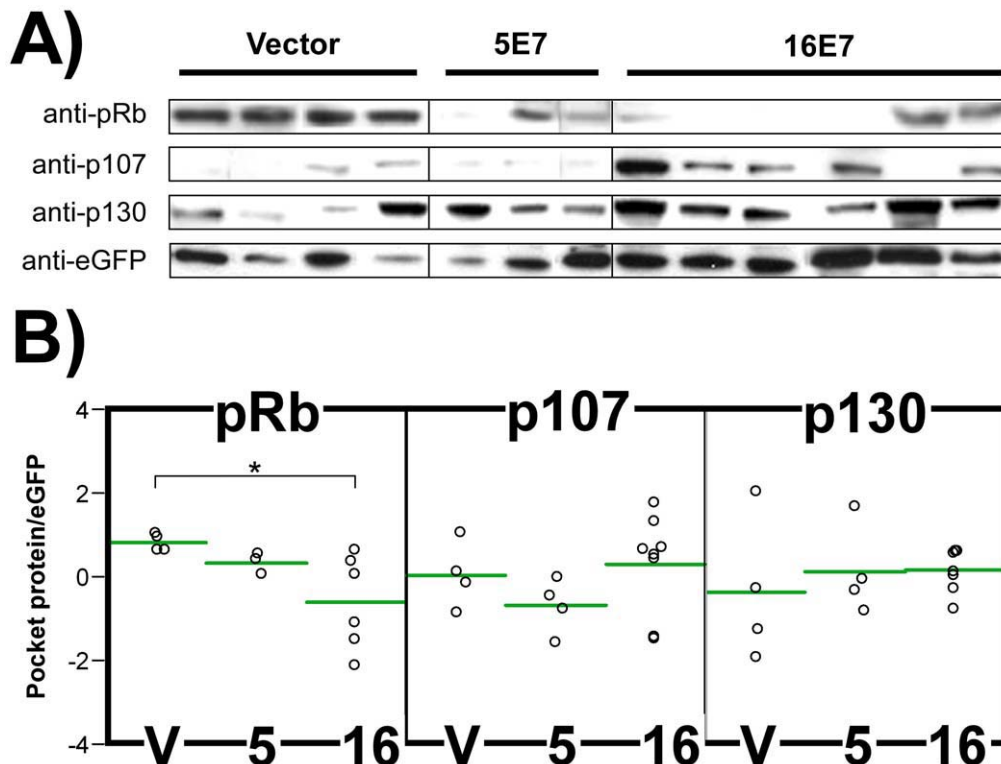 A)
Vector 5E7 16E7
anti-pRb
anti-p107
anti-p130
anti-eGFP
B)
pRb p107 p130
Pocket protein/eGFP
4
2
0
-2
-4
*
V 5 16 V 5 16 V 5 16